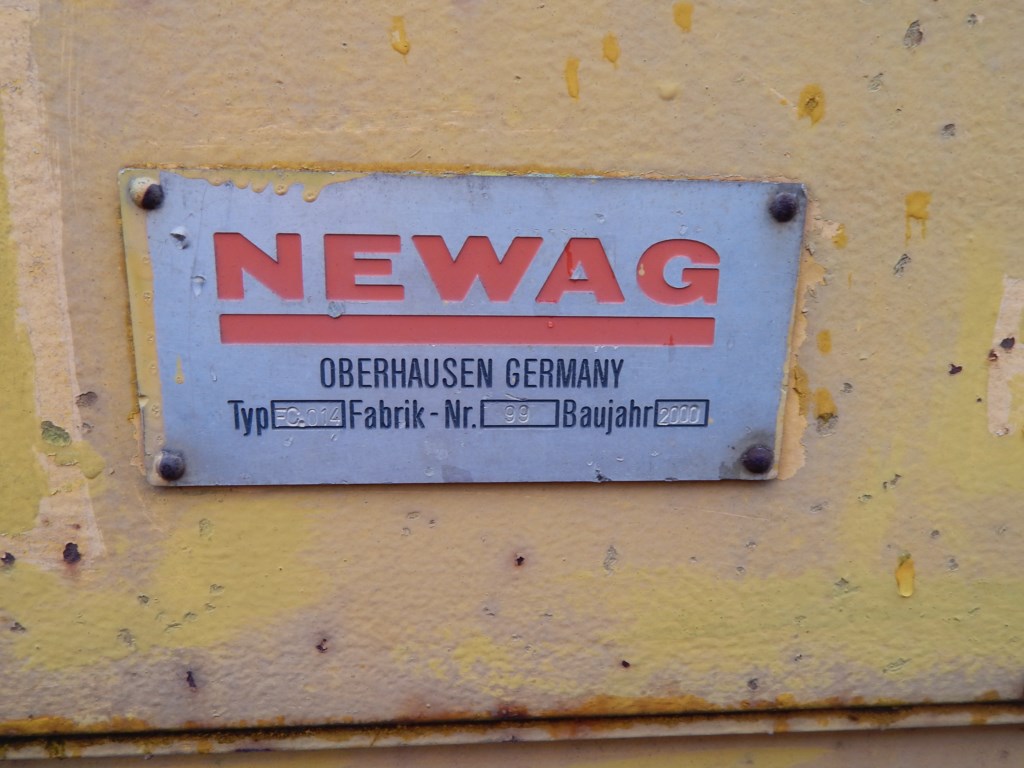 NEWAG
OBERHAUSEN GERMANY
Typ FC.014 Fabrik - Nr. 99 Baujahr 2000